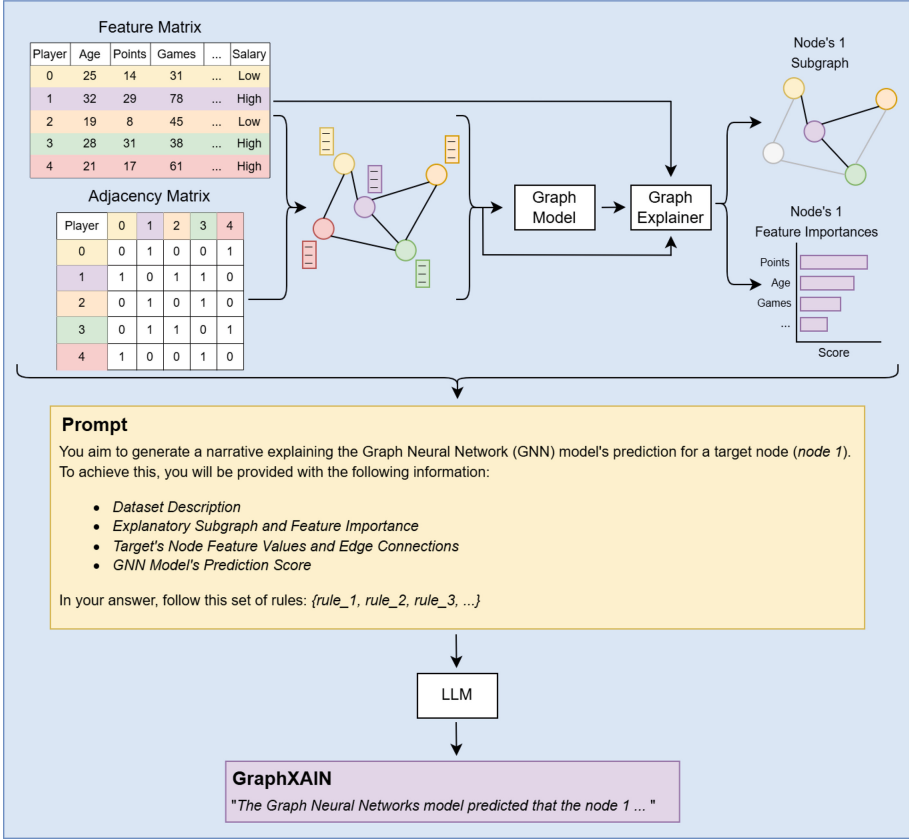 Feature Matrix
Player Age Points Games ... Salary
0 25 14 31 ... Low
1 32 29 78 ... High
2 19 8 45 ... Low
3 28 31 38 ... High
4 21 17 61 ... High
Adjacency Matrix
Player 0 1 2 3 4
0 0 1 0 0 1
1 1 0 1 1 0
2 0 1 0 1 0
3 0 1 1 0 1
4 1 0 0 1 0
Graph
Model
Graph
Explainer
Node's 1
Subgraph
Node's 1
Feature Importances
Points
Age
Games
...
Score
Prompt
You aim to generate a narrative explaining the Graph Neural Network (GNN) model's prediction for a target node (node 1).
To achieve this, you will be provided with the following information:
• Dataset Description
• Explanatory Subgraph and Feature Importance
• Target's Node Feature Values and Edge Connections
• GNN Model's Prediction Score
In your answer, follow this set of rules: {rule_1, rule_2, rule_3, ...}
LLM
GraphXAIN
"The Graph Neural Networks model predicted that the node 1 ... "